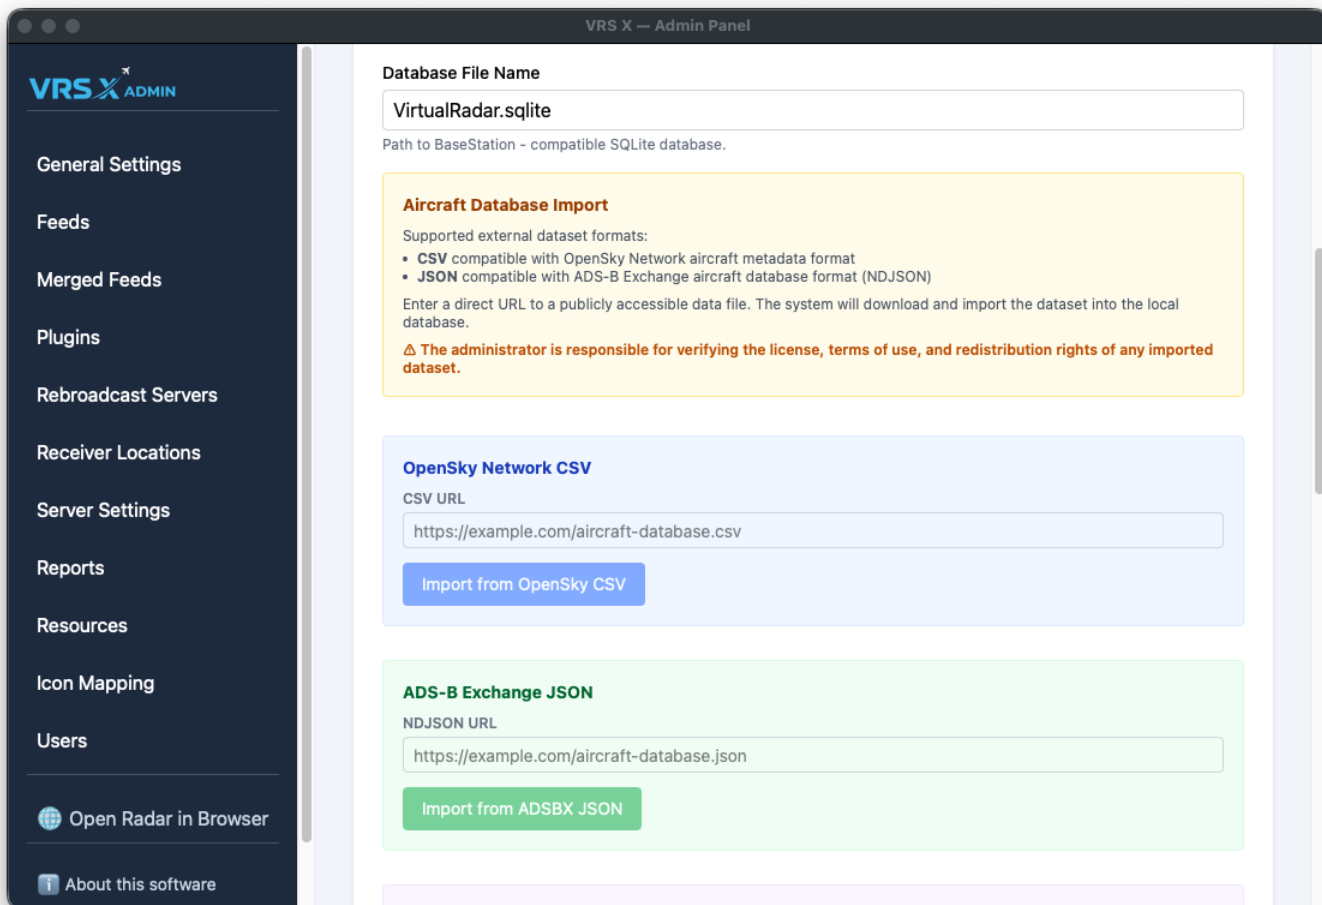 VRS X — Admin Panel
VRS X ADMIN
General Settings
Feeds
Merged Feeds
Plugins
Rebroadcast Servers
Receiver Locations
Server Settings
Reports
Resources
Icon Mapping
Users
Open Radar in Browser
About this software
Database File Name
VirtualRadar.sqlite
Path to BaseStation - compatible SQLite database.
Aircraft Database Import
Supported external dataset formats:
• CSV compatible with OpenSky Network aircraft metadata format
• JSON compatible with ADS-B Exchange aircraft database format (NDJSON)
Enter a direct URL to a publicly accessible data file. The system will download and import the dataset into the local
database.
⚠ The administrator is responsible for verifying the license, terms of use, and redistribution rights of any imported
dataset.
OpenSky Network CSV
CSV URL
https://example.com/aircraft-database.csv
Import from OpenSky CSV
ADS-B Exchange JSON
NDJSON URL
https://example.com/aircraft-database.json
Import from ADSBX JSON